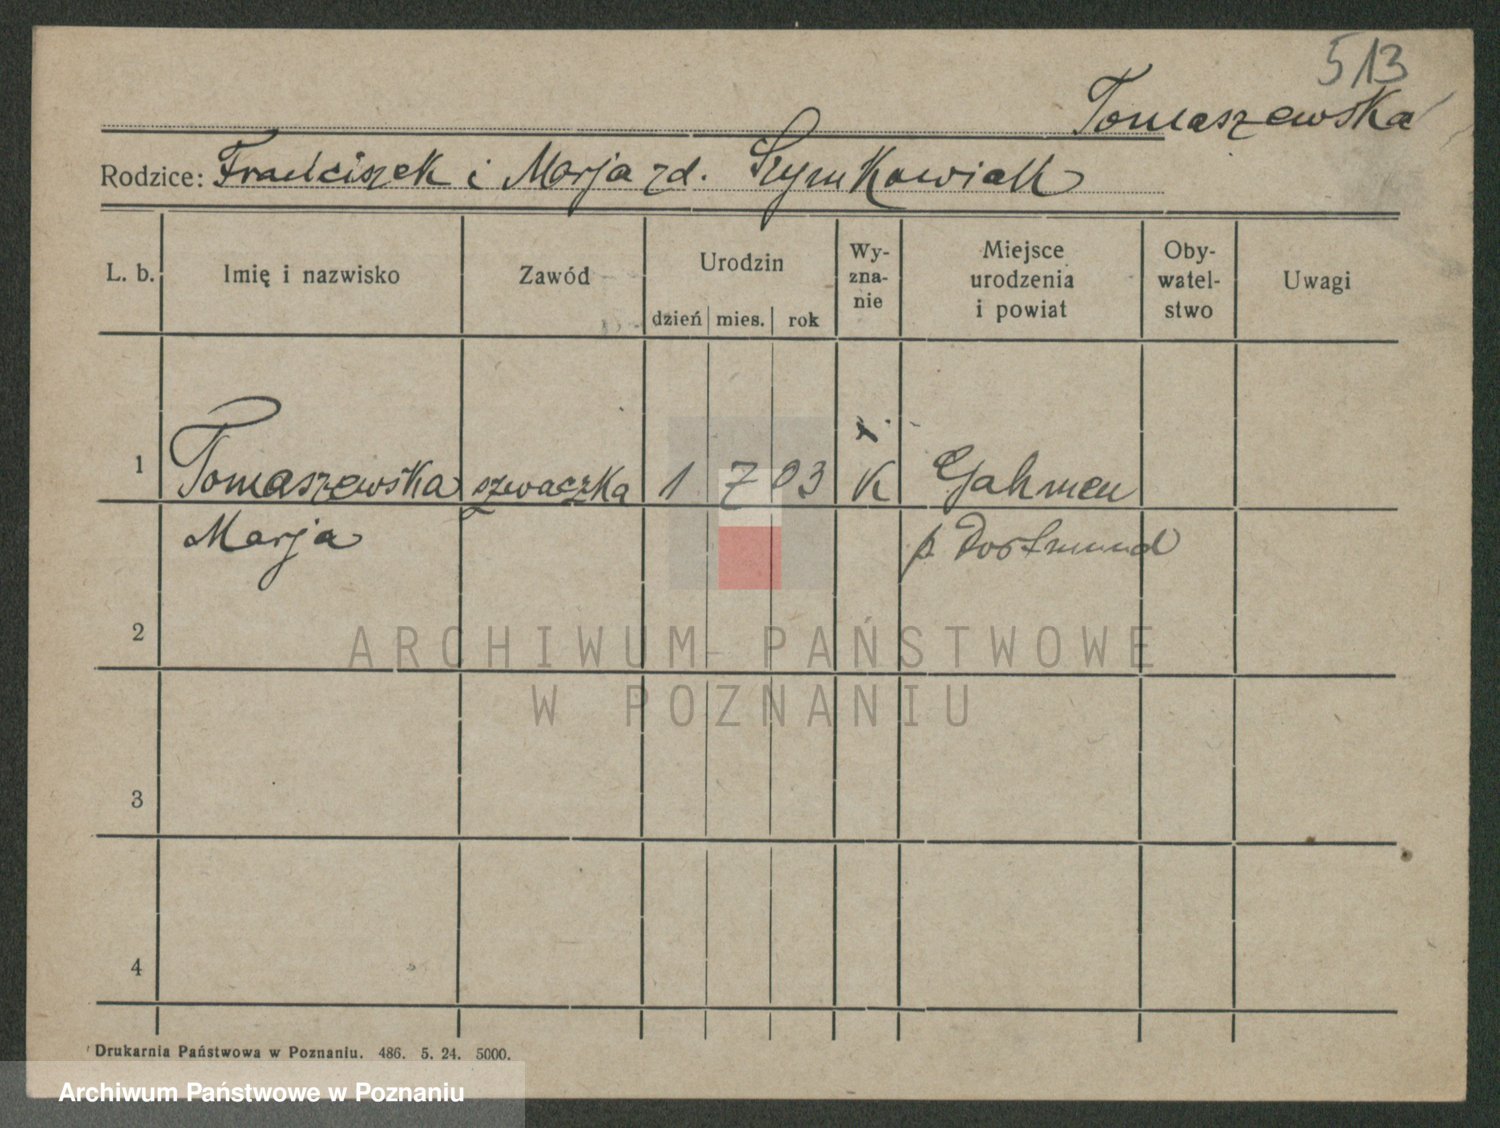 513
Tomaszewska
Rodzice: Franciszek i Marja zd. Szymkowiak
L. b. Imię i nazwisko Zawód Urodzin Wy- Miejsce Oby- Uwagi
zna- urodzenia watel-
dzień mies. rok nie i powiat stwo
r.
1 Tomaszewska szwaczka 1 7 03 K Gahmen
Marja p Dortmund
2
ARCHIWUM PAŃSTWOWE
W POZNANIU
3
4
Drukarnia Państwowa w Poznaniu. 486. 5. 24. 5000.
Archiwum Państwowe w Poznaniu